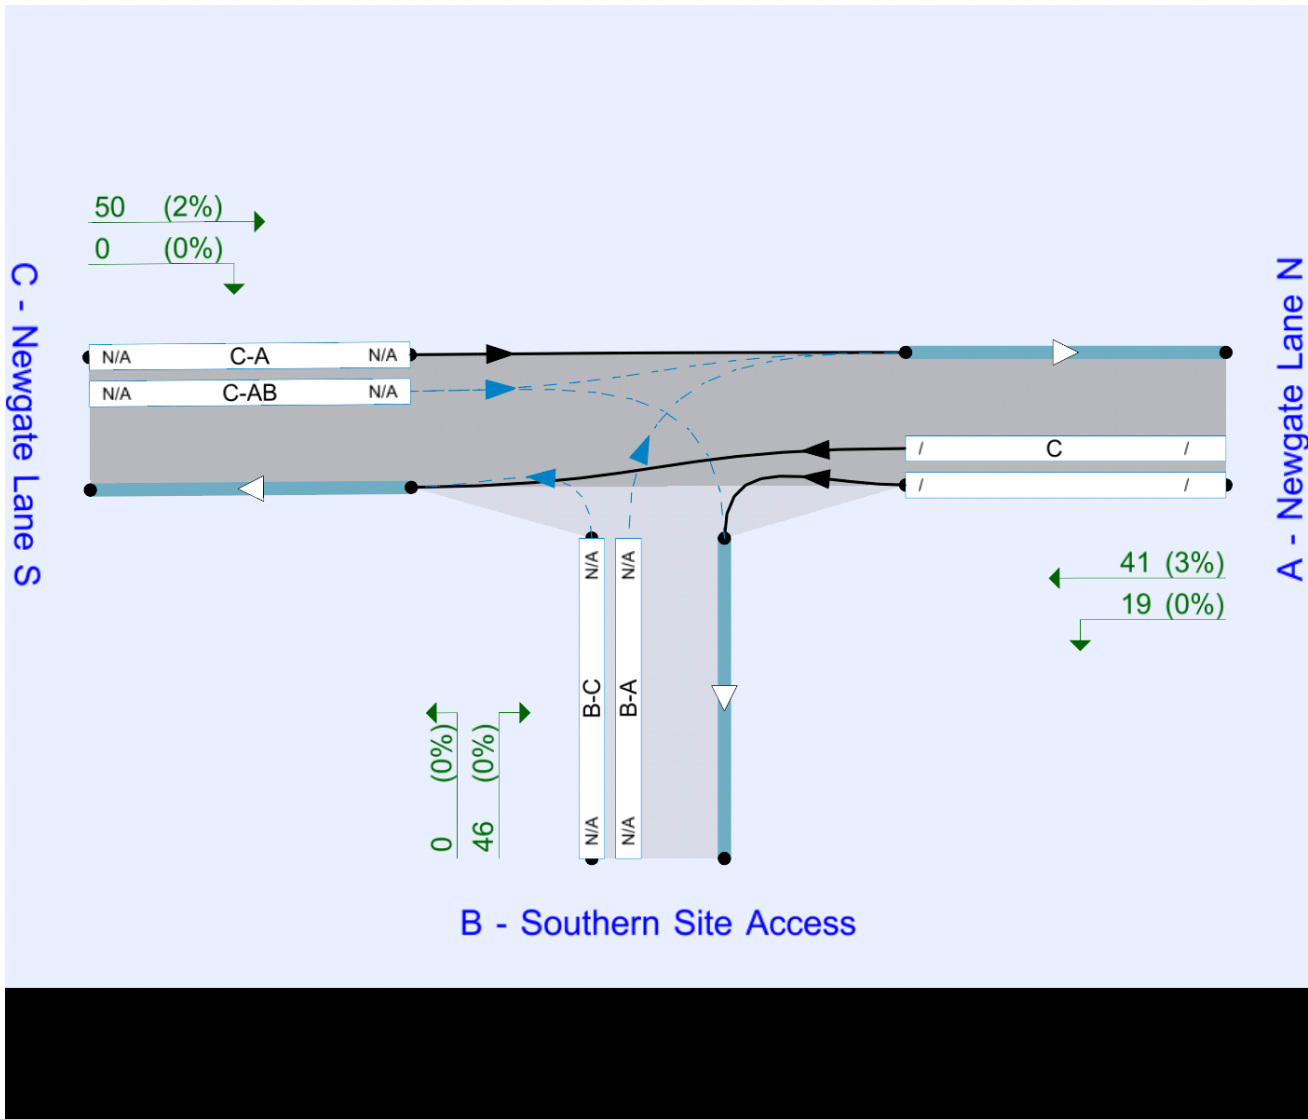 50 (2%)
0 (0%)
C - Newgate Lane S
A - Newgate Lane N
N/A C-A N/A
N/A C-AB N/A
/ C /
/ /
41 (3%)
19 (0%)
N/A B-C N/A
N/A B-A N/A
0 (0%)
46 (0%)
B - Southern Site Access